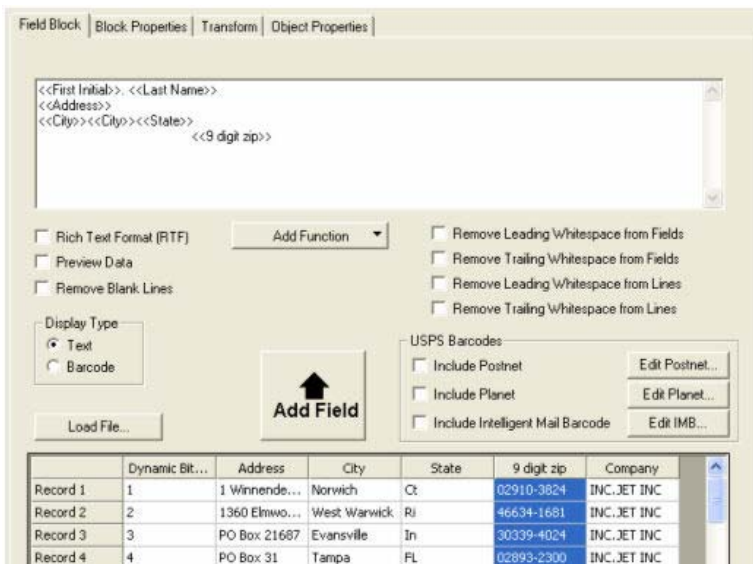 Field Block Block Properties Transform Object Properties
<<First Initial>>. <<Last Name>>
<<Address>>
<<City>><<City>><<State>>
<<9 digit zip>>
Rich Text Format (RTF)
Preview Data
Remove Blank Lines
Add Function
Remove Leading Whitespace from Fields
Remove Trailing Whitespace from Fields
Remove Leading Whitespace from Lines
Remove Trailing Whitespace from Lines
Display Type
Text
Barcode
Load File...
Add Field
USPS Barcodes
Include Postnet Edit Postnet...
Include Planet Edit Planet...
Include Intelligent Mail Barcode Edit IMB...
Dynamic Bit... Address City State 9 digit zip Company
Record 1 1 1 Winnende... Norwich Ct 02910-3824 INC.JET INC
Record 2 2 1360 Elmwo... West Warwick Ri 46634-1681 INC.JET INC
Record 3 3 PO Box 21687 Evansville In 30339-4024 INC.JET INC
Record 4 4 PO Box 31 Tampa FL 02893-2300 INC.JET INC